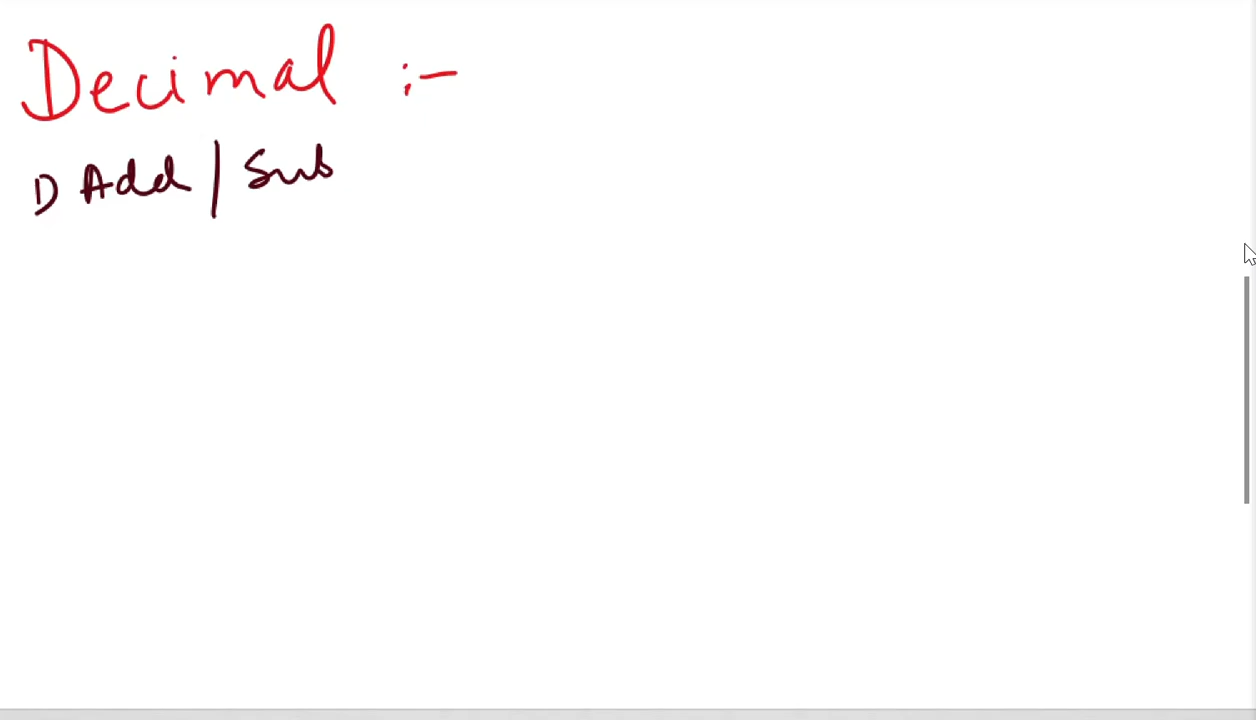 Decimal :-
1) Add / Sub